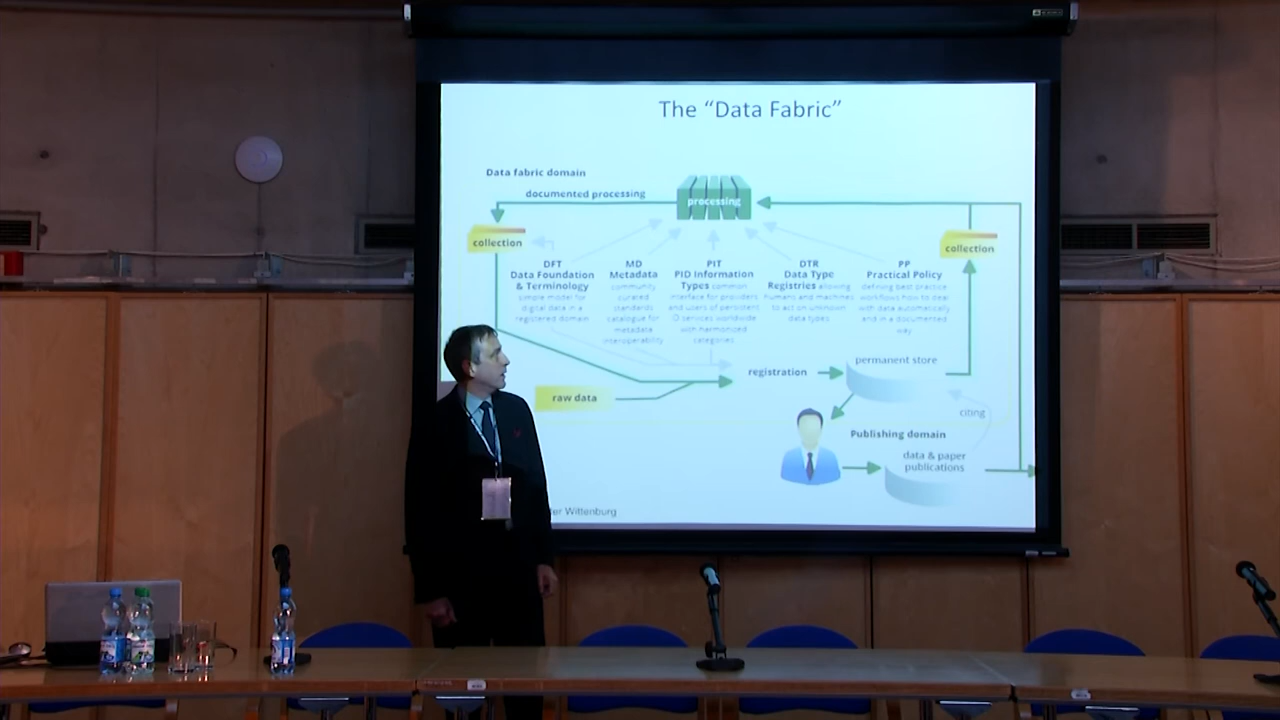 The “Data Fabric”
Data fabric domain
documented processing
processing
collection
collection
DFT
Data Foundation
& Terminology
simple model for
digital data in a
registered domain
MD
Metadata
community
curated
standards
catalogue for
metadata
interoperability
PIT
PID Information
Types common
interface for providers
and users of persistent
ID services worldwide
with harmonized
categories
DTR
Data Type
Registries allowing
humans and machines
to act on unknown
data types
PP
Practical Policy
defining best practice
workflows how to deal
with data automatically
and in a documented
way
permanent store
registration
raw data
citing
Publishing domain
data & paper
publications
Wittenburg